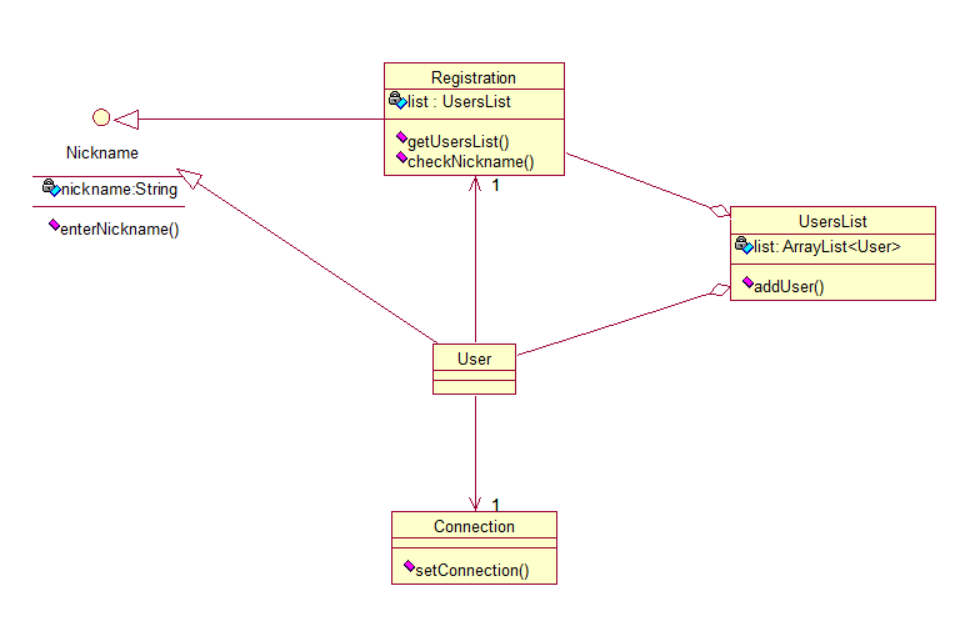 Registration
list : UsersList
getUsersList()
checkNickname()
1
Nickname
nickname:String
enterNickname()
UsersList
list: ArrayList<User>
addUser()
User
1
Connection
setConnection()